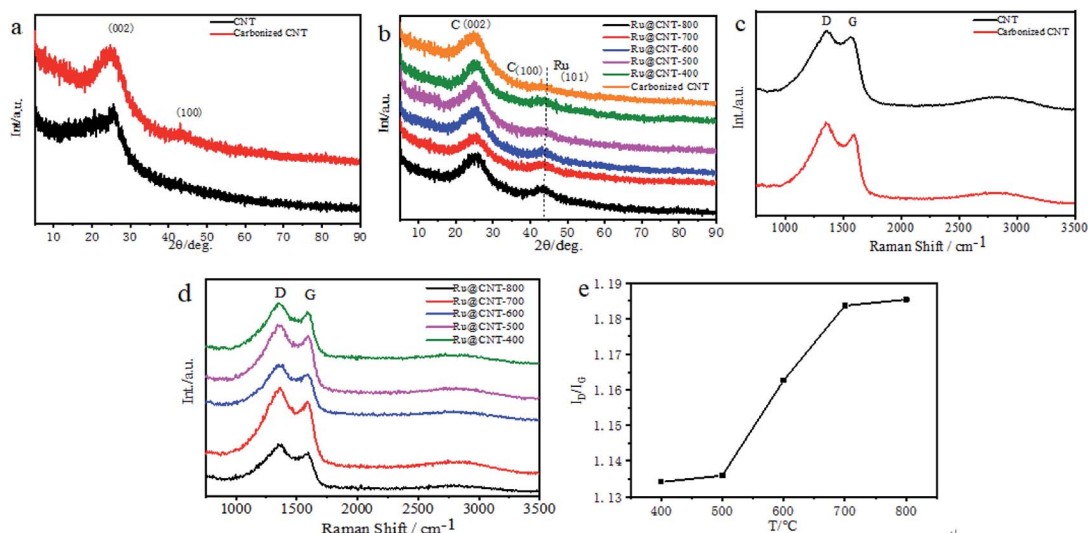 a
(002)
(100)
CNT
Carbonized CNT
Int/a.u.
10 20 30 40 50 60 70 80 90
2θ/deg.
b
C (002)
C (100)
Ru
(101)
Ru@CNT-800
Ru@CNT-700
Ru@CNT-600
Ru@CNT-500
Ru@CNT-400
Carbonized CNT
Int/a.u.
10 20 30 40 50 60 70 80 90
2θ/deg.
c
D G
CNT
Carbonized CNT
Int./a.u.
1000 1500 2000 2500 3000 3500
Raman Shift / cm-1
d
D G
Ru@CNT-800
Ru@CNT-700
Ru@CNT-600
Ru@CNT-500
Ru@CNT-400
Int./a.u.
1000 1500 2000 2500 3000 3500
Raman Shift / cm-1
e
1.19
1.18
1.17
1.16
1.15
1.14
1.13
ID/IG
400 500 600 700 800
T/℃